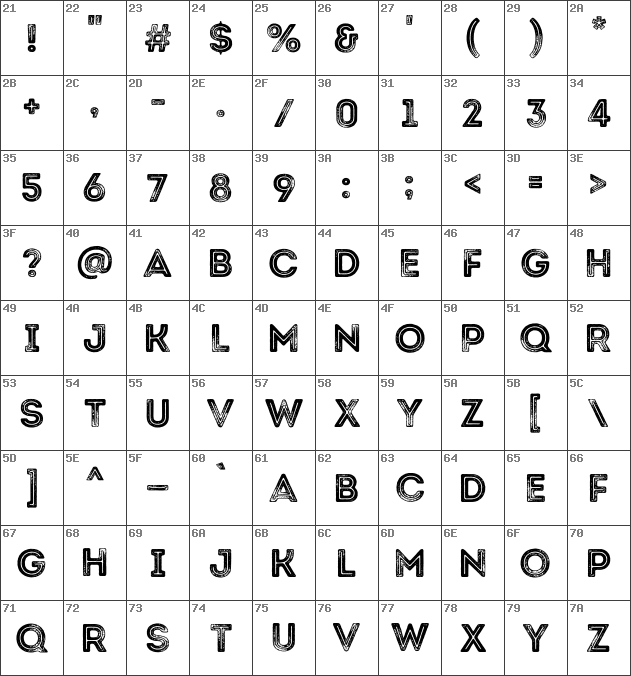 21 22 23 24 25 26 27 28 29 2A
! " # $ % & ' ( ) *
2B 2C 2D 2E 2F 30 31 32 33 34
+ , - . / 0 1 2 3 4
35 36 37 38 39 3A 3B 3C 3D 3E
5 6 7 8 9 : ; < = >
3F 40 41 42 43 44 45 46 47 48
? @ A B C D E F G H
49 4A 4B 4C 4D 4E 4F 50 51 52
I J K L M N O P Q R
53 54 55 56 57 58 59 5A 5B 5C
S T U V W X Y Z [ \
5D 5E 5F 60 61 62 63 64 65 66
] ^ _ ` A B C D E F
67 68 69 6A 6B 6C 6D 6E 6F 70
G H I J K L M N O P
71 72 73 74 75 76 77 78 79 7A
Q R S T U V W X Y Z